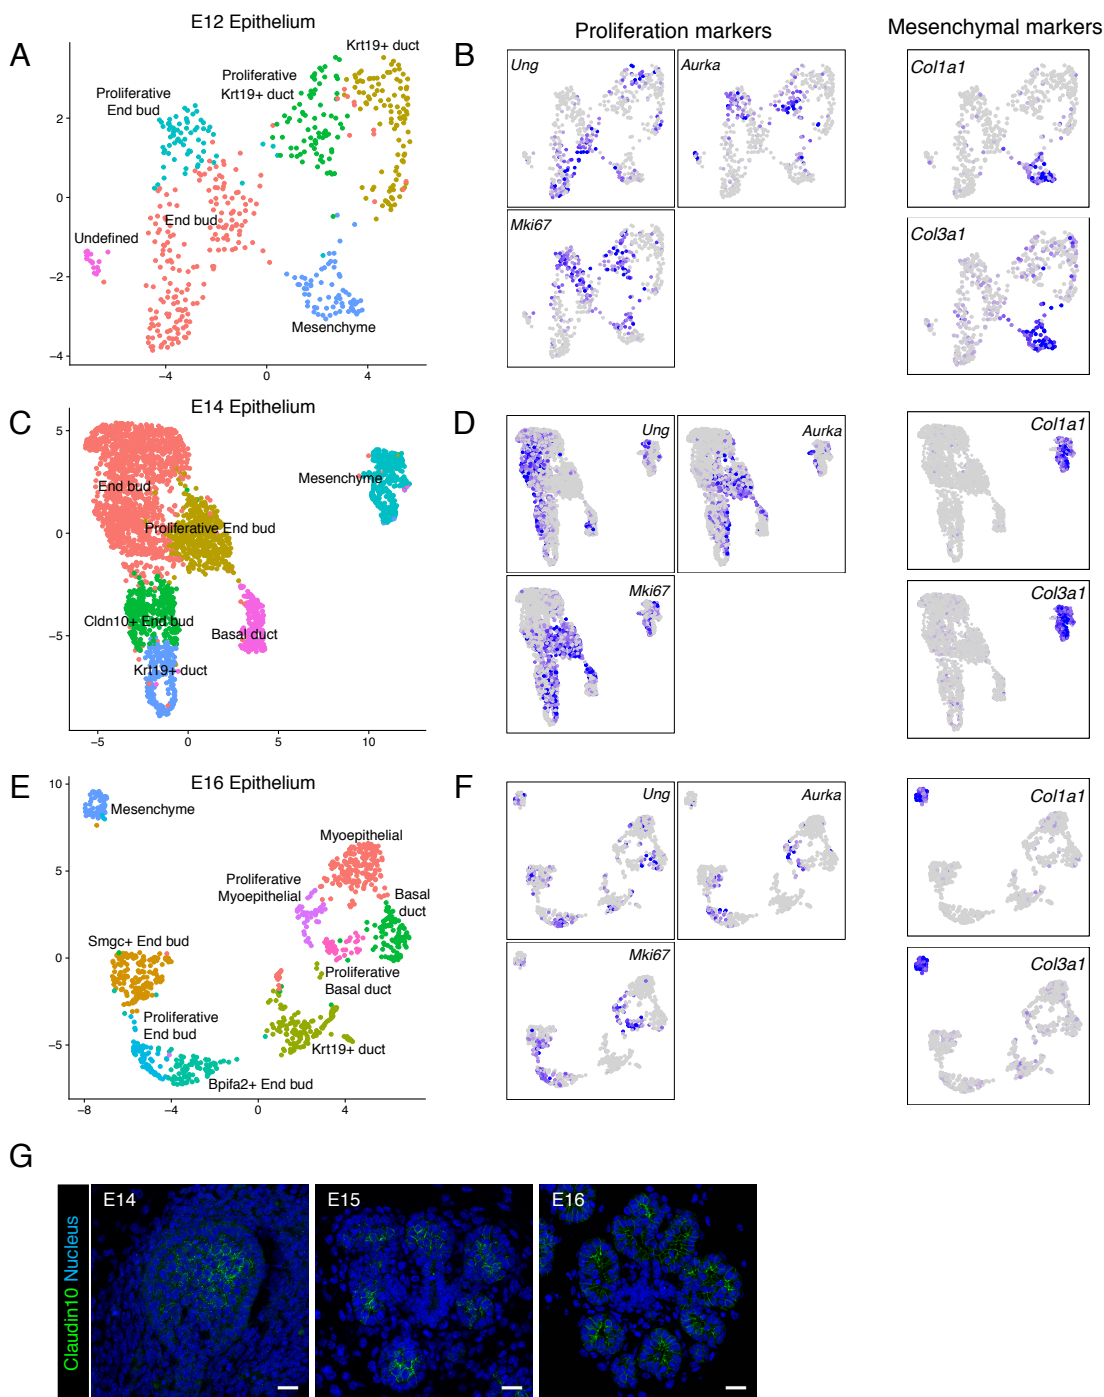 E12 Epithelium
Proliferation markers
Mesenchymal markers
A
Krt19+ duct
Proliferative
Krt19+ duct
Proliferative
End bud
End bud
Undefined
Mesenchyme
2
0
−2
−4
−4
0
4
B
Ung
Aurka
Mki67
Col1a1
Col3a1
E14 Epithelium
C
End bud
Mesenchyme
Proliferative End bud
Cldn10+ End bud
Basal duct
Krt19+ duct
5
0
−5
−5
0
5
10
D
Ung
Aurka
Mki67
Col1a1
Col3a1
E16 Epithelium
E
Mesenchyme
Myoepithelial
Proliferative
Myoepithelial
Basal
duct
Smgc+ End bud
Proliferative
Basal duct
Proliferative
End bud
Krt19+ duct
Bpifa2+ End bud
10
5
0
−5
−8
−4
0
4
F
Ung
Aurka
Mki67
Col1a1
Col3a1
G
Claudin10 Nucleus
E14
E15
E16